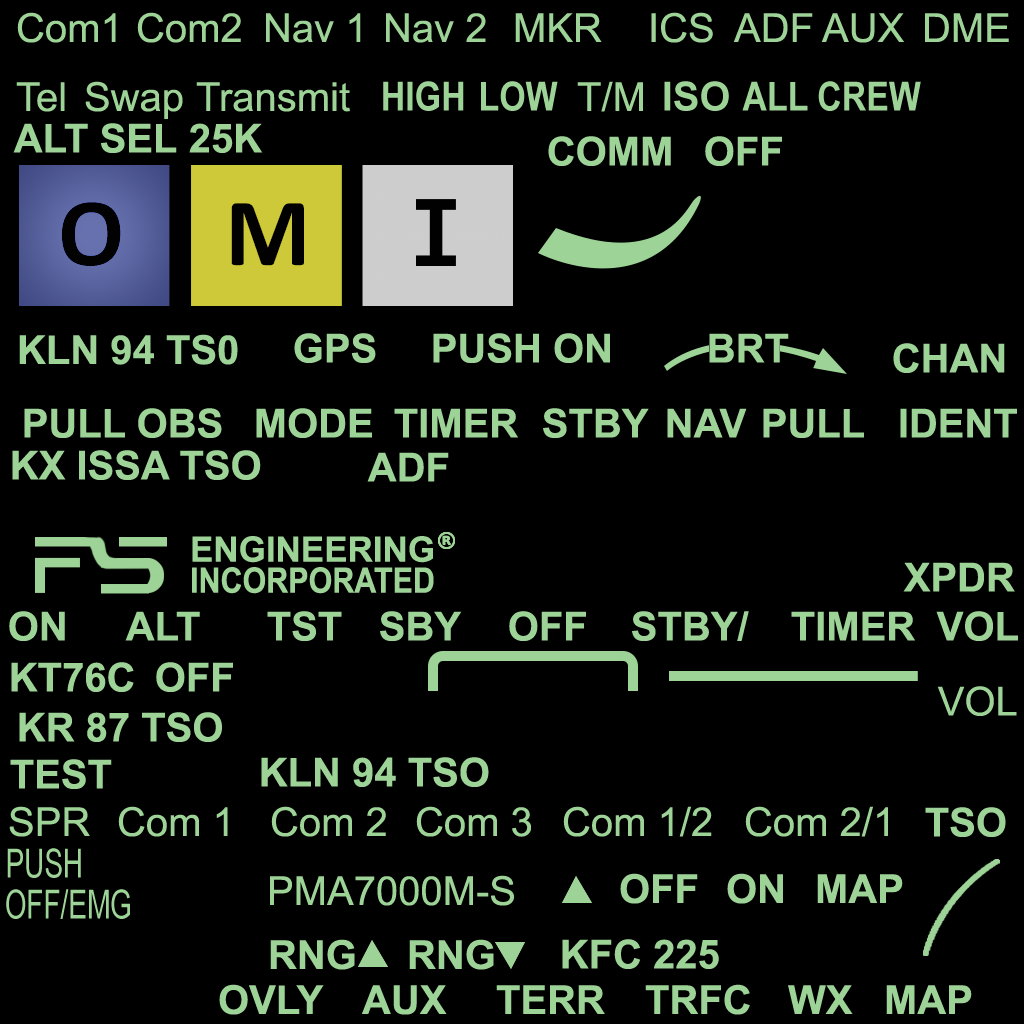 Com1 Com2 Nav 1 Nav 2 MKR ICS ADF AUX DME
Tel Swap Transmit HIGH LOW T/M ISO ALL CREW
ALT SEL 25K
COMM OFF
O M I
KLN 94 TS0 GPS PUSH ON BRT CHAN
PULL OBS MODE TIMER STBY NAV PULL IDENT
KX ISSA TSO ADF
FS ENGINEERING®
INCORPORATED
XPDR
ON ALT TST SBY OFF STBY/ TIMER VOL
KT76C OFF
VOL
KR 87 TSO
TEST KLN 94 TSO
SPR Com 1 Com 2 Com 3 Com 1/2 Com 2/1 TSO
PUSH
OFF/EMG
PMA7000M-S ▲ OFF ON MAP
RNG▲ RNG▼ KFC 225
OVLY AUX TERR TRFC WX MAP